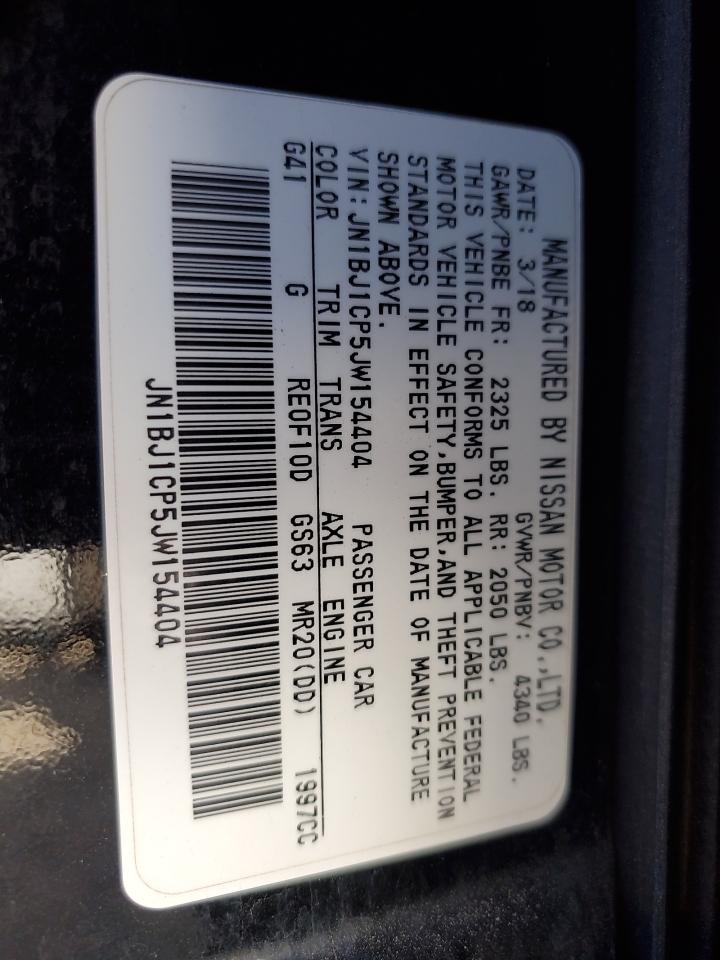 MANUFACTURED BY NISSAN MOTOR CO.,LTD.
DATE: 3/18 GVWR/PNBV: 4340 LBS.
GAWR/PNBE FR: 2325 LBS. RR: 2050 LBS.
THIS VEHICLE CONFORMS TO ALL APPLICABLE FEDERAL
MOTOR VEHICLE SAFETY,BUMPER,AND THEFT PREVENTION
STANDARDS IN EFFECT ON THE DATE OF MANUFACTURE
SHOWN ABOVE.
VIN:JN1BJ1CP5JW154404 PASSENGER CAR
COLOR TRIM TRANS AXLE ENGINE
G41 G RE0F10D GS63 MR20(DD) 1997CC
JN1BJ1CP5JW154404